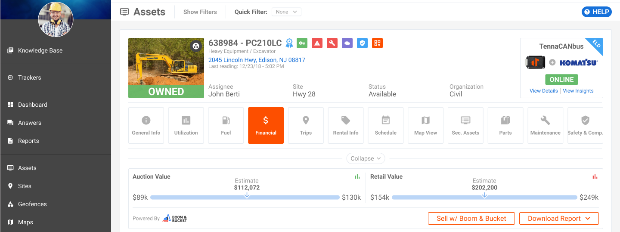 Assets
Show Filters
Quick Filter:
None
HELP
Knowledge Base
Trackers
Dashboard
Answers
Reports
Assets
Sites
Geofences
Maps
OWNED
638984 - PC210LC
Heavy Equipment / Excavator
2045 Lincoln Hwy, Edison, NJ 08817
Assignee
John Berti
Site
Hwy 28
Status
Available
Organization
Civil
TennaCANbus
KOMATSU
ONLINE
View Details | View Insights
General Info
Utilization
Fuel
Financial
Trips
Rental Info
Schedule
Map View
Sec. Assets
Parts
Maintenance
Safety & Comp.
Collapse
Auction Value
Estimate
$112,072
$89k
$130k
Retail Value
Estimate
$202,200
$154k
$249k
Powered By
BOOM &
BUCKET
Sell w/ Boom & Bucket
Download Report